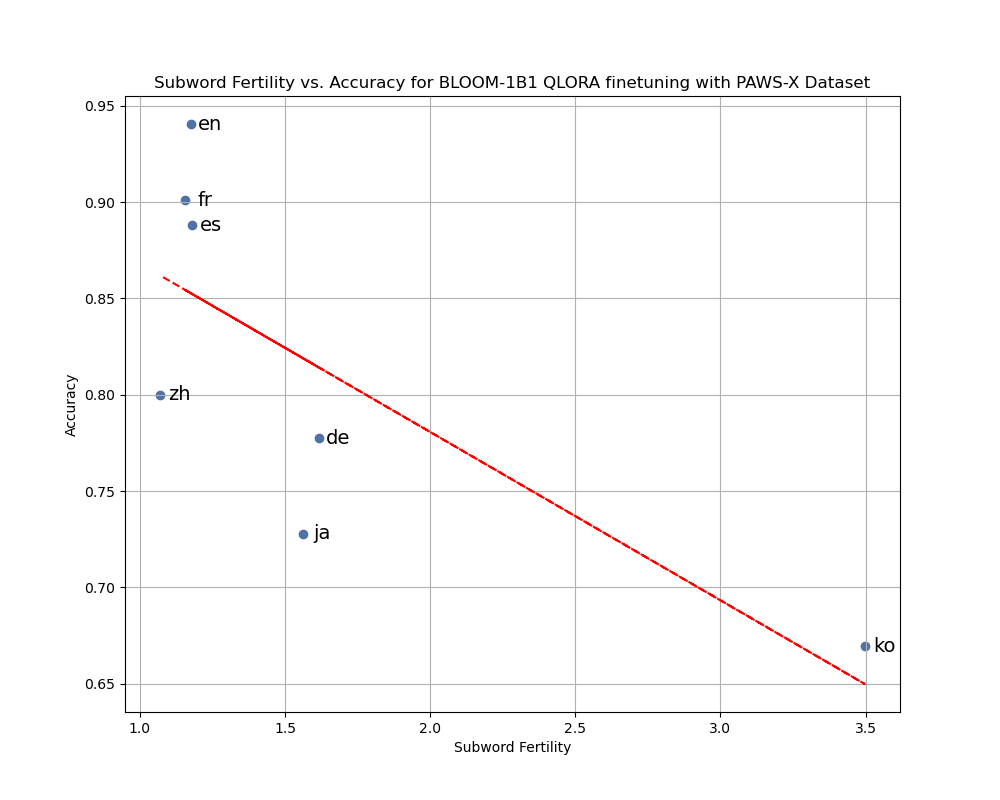 Subword Fertility vs. Accuracy for BLOOM-1B1 QLORA finetuning with PAWS-X Dataset
0.95
en
0.90
fr
es
0.85
0.80
zh
de
0.75
ja
0.70
ko
0.65
Accuracy
1.0 1.5 2.0 2.5 3.0 3.5
Subword Fertility